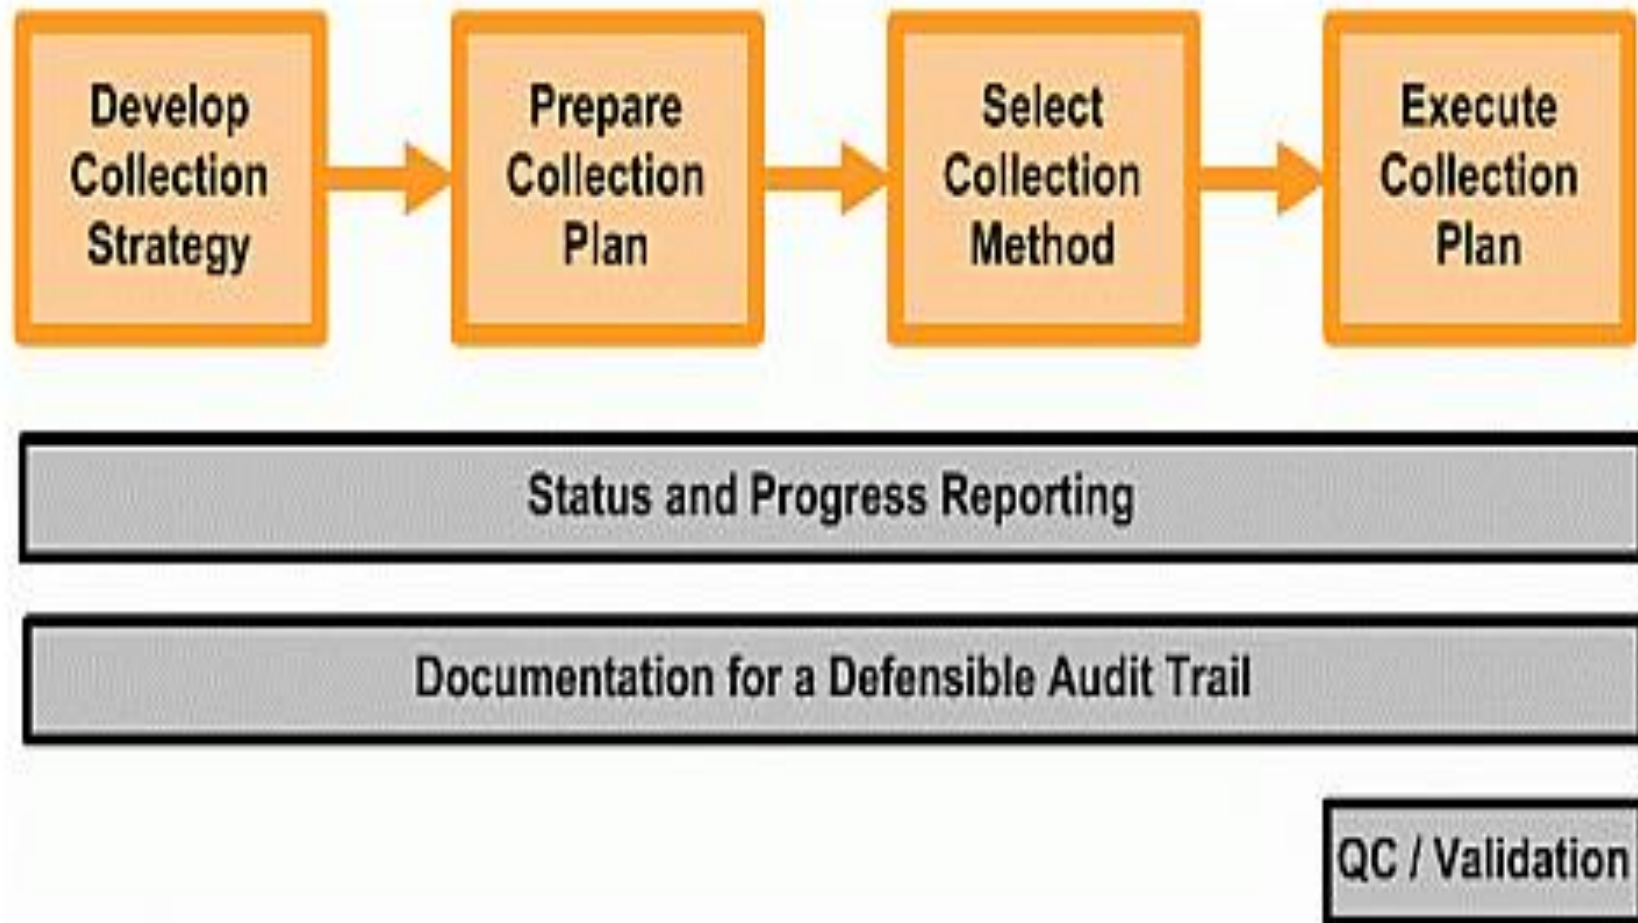 Develop
Collection
Strategy
Prepare
Collection
Plan
Select
Collection
Method
Execute
Collection
Plan
Status and Progress Reporting
Documentation for a Defensible Audit Trail
QC / Validation